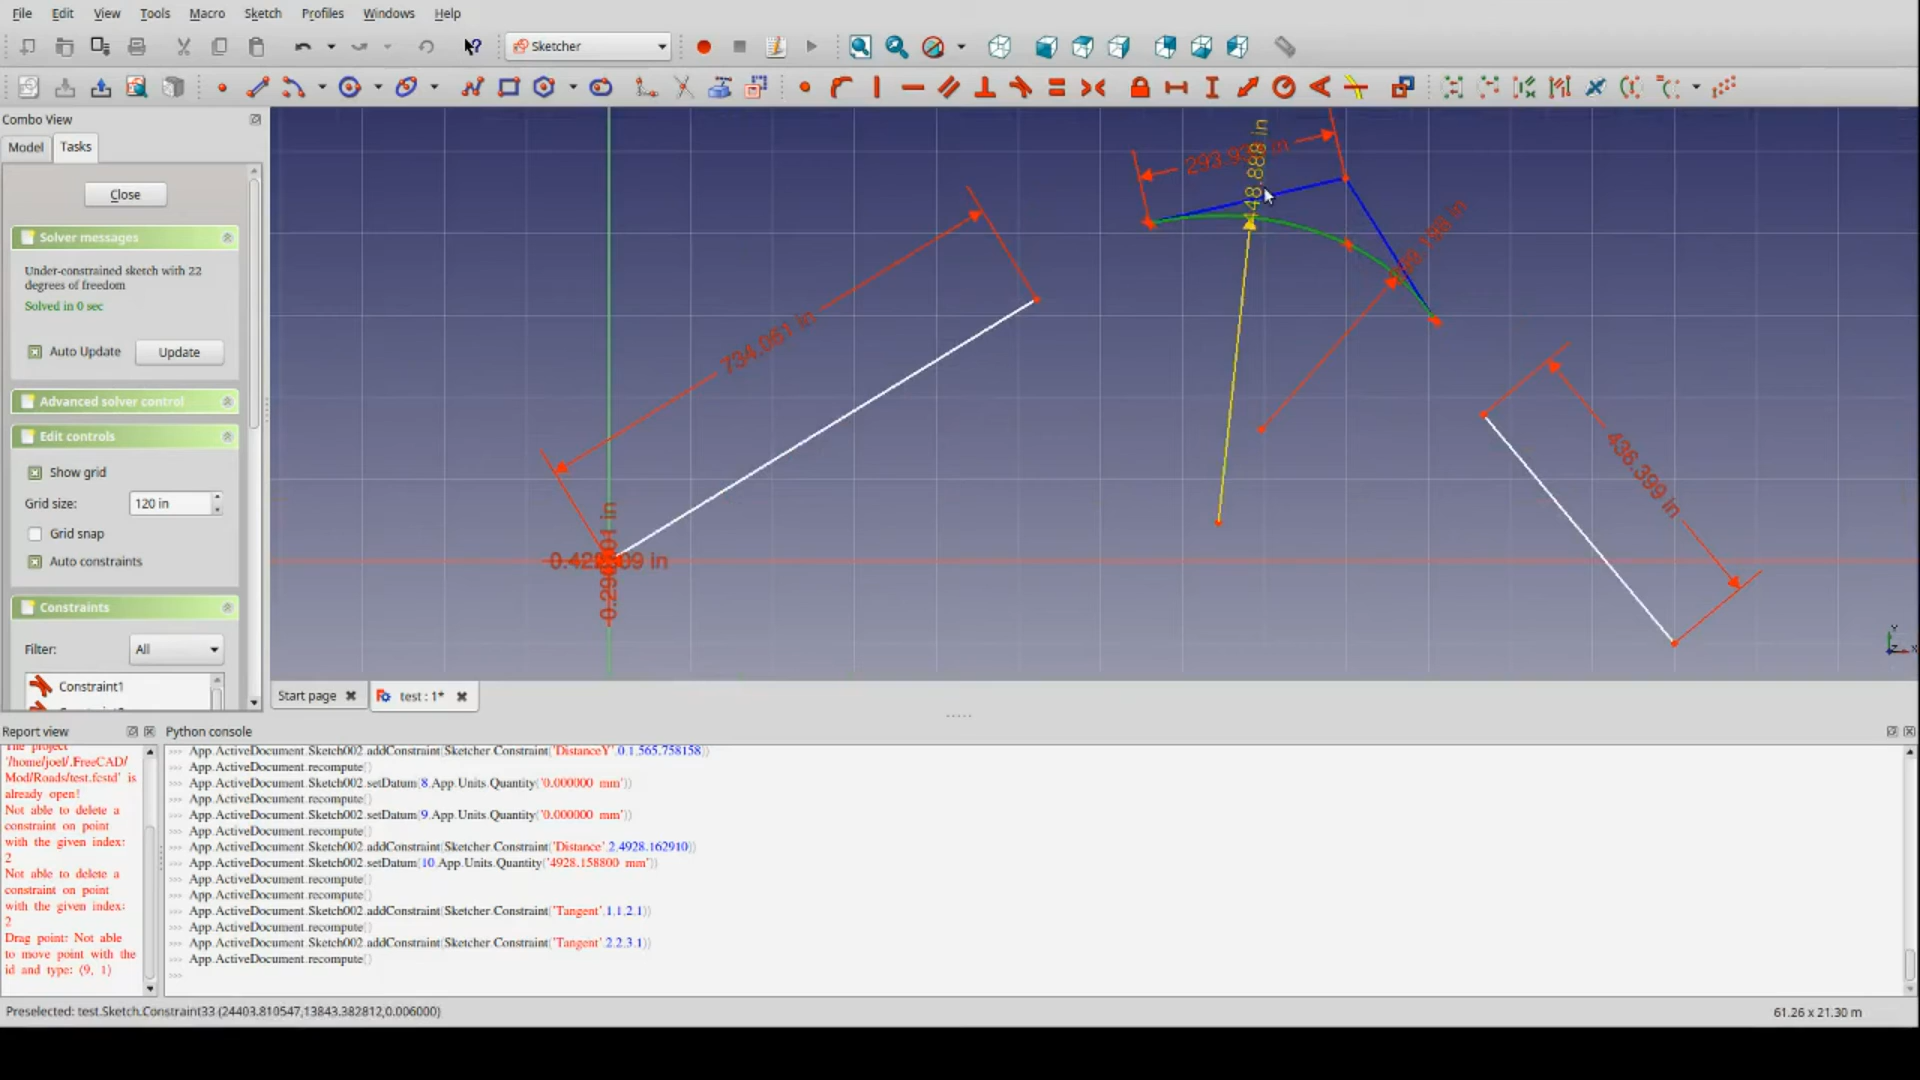 File Edit View Tools Macro Sketch Profiles Windows Help
Sketcher
Combo View
Model Tasks
Close
Solver messages
Under-constrained sketch with 22
degrees of freedom
Solved in 0 sec
Auto Update Update
Advanced solver control
Edit controls
Show grid
Grid size: 120 in
Grid snap
Auto constraints
Constraints
Filter: All
Constraint1
734.081 in
436.399 in
Y
Z X
Start page test : 1*
Report view
The project
'/home/joel/.FreeCAD/
Mod/Roads/test.fcstd' is
already open!
Not able to delete a
constraint on point
with the given index:
2
Not able to delete a
constraint on point
with the given index:
2
Drag point: Not able
to move point with the
id and type: (9, 1)
Python console
>>> App.ActiveDocument.Sketch002.addConstraint(Sketcher.Constraint('DistanceY',0,1,565.758158))
>>> App.ActiveDocument.recompute()
>>> App.ActiveDocument.Sketch002.setDatum(8,App.Units.Quantity('0.000000 mm'))
>>> App.ActiveDocument.recompute()
>>> App.ActiveDocument.Sketch002.setDatum(9,App.Units.Quantity('0.000000 mm'))
>>> App.ActiveDocument.recompute()
>>> App.ActiveDocument.Sketch002.addConstraint(Sketcher.Constraint('Distance',2,4928.162910))
>>> App.ActiveDocument.Sketch002.setDatum(10,App.Units.Quantity('4928.158800 mm'))
>>> App.ActiveDocument.recompute()
>>> App.ActiveDocument.recompute()
>>> App.ActiveDocument.Sketch002.addConstraint(Sketcher.Constraint('Tangent',1,1,2,1))
>>> App.ActiveDocument.recompute()
>>> App.ActiveDocument.Sketch002.addConstraint(Sketcher.Constraint('Tangent',2,2,3,1))
>>> App.ActiveDocument.recompute()
>>>
Preselected: test.Sketch.Constraint33 (24403.810547,13843.382812,0.006000)
61.26 x 21.30 m